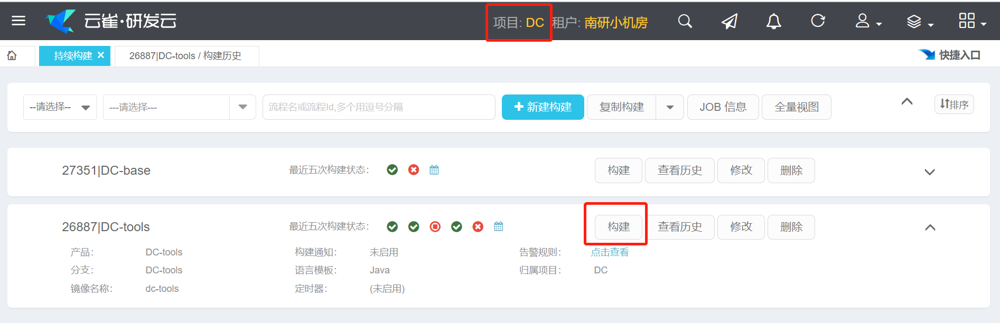 云雀·研发云 项目: DC 租户: 南研小机房
持续构建 × 26887|DC-tools / 构建历史 快捷入口
--请选择-- ---请选择--- 流程名或流程Id,多个用逗号分隔 新建构建 复制构建 JOB 信息 全量视图 排序
27351|DC-base 最近五次构建状态: 构建 查看历史 修改 删除
26887|DC-tools 最近五次构建状态: 构建 查看历史 修改 删除
产品: DC-tools 构建通知: 未启用 告警规则: 点击查看
分支: DC-tools 语言模板: Java 归属项目: DC
镜像名称: dc-tools 定时器: (未启用)